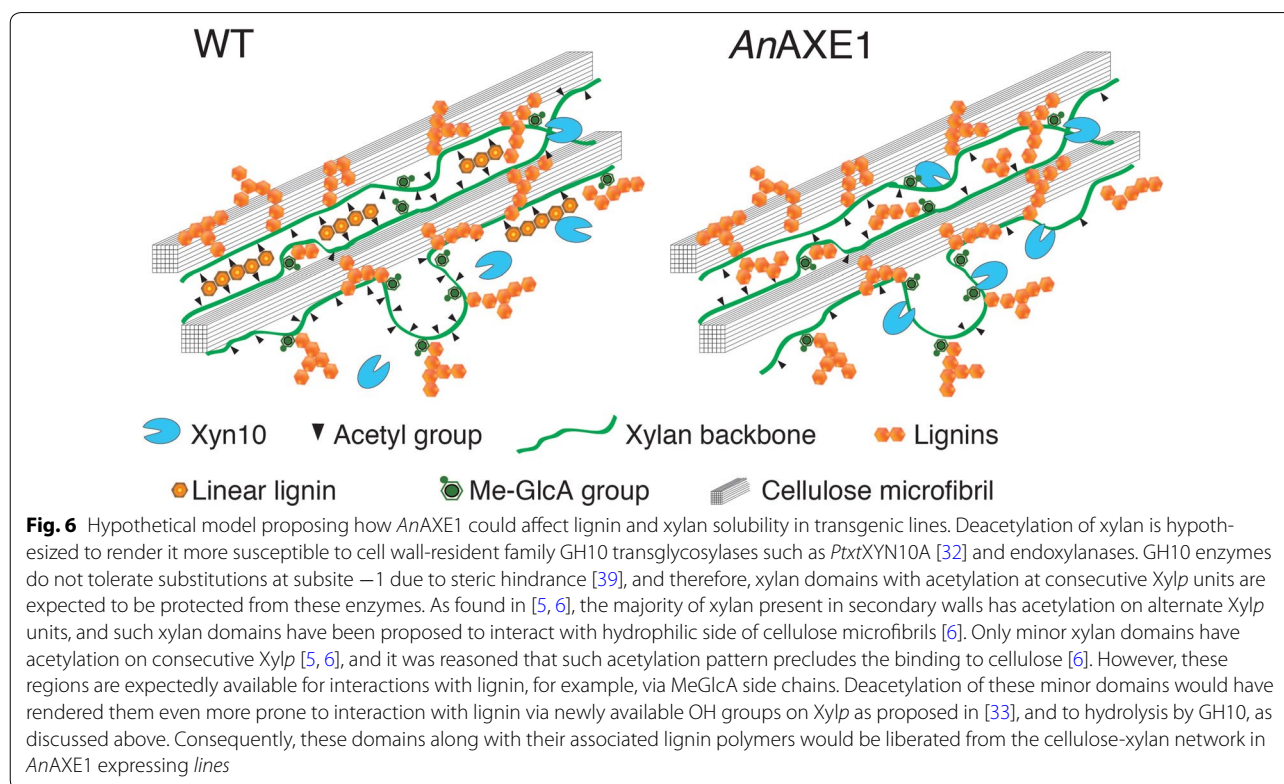 WT
AnAXE1
Xyn10
Acetyl group
Xylan backbone
Lignins
Linear lignin
Me-GlcA group
Cellulose microfibril
Fig. 6 Hypothetical model proposing how AnAXE1 could affect lignin and xylan solubility in transgenic lines. Deacetylation of xylan is hypoth-
esized to render it more susceptible to cell wall-resident family GH10 transglycosylases such as PtxtXYN10A [32] and endoxylanases. GH10 enzymes
do not tolerate substitutions at subsite −1 due to steric hindrance [39], and therefore, xylan domains with acetylation at consecutive Xylp units are
expected to be protected from these enzymes. As found in [5, 6], the majority of xylan present in secondary walls has acetylation on alternate Xylp
units, and such xylan domains have been proposed to interact with hydrophilic side of cellulose microfibrils [6]. Only minor xylan domains have
acetylation on consecutive Xylp [5, 6], and it was reasoned that such acetylation pattern precludes the binding to cellulose [6]. However, these
regions are expectedly available for interactions with lignin, for example, via MeGlcA side chains. Deacetylation of these minor domains would have
rendered them even more prone to interaction with lignin via newly available OH groups on Xylp as proposed in [33], and to hydrolysis by GH10, as
discussed above. Consequently, these domains along with their associated lignin polymers would be liberated from the cellulose-xylan network in
AnAXE1 expressing lines